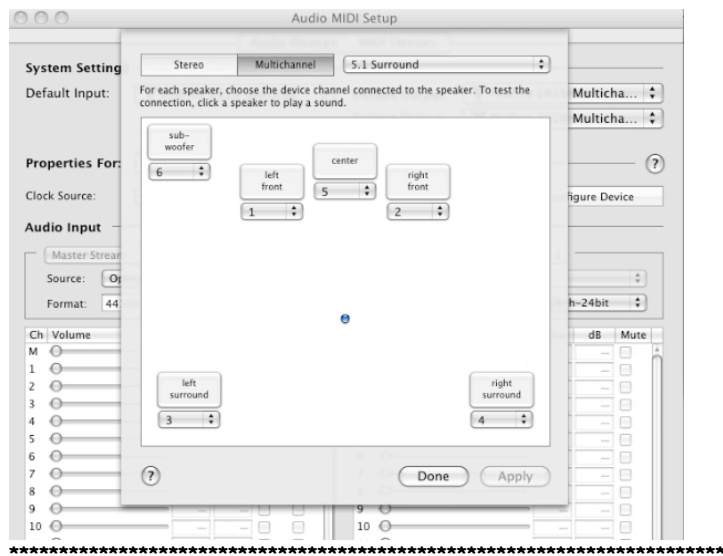 Audio MIDI Setup
Stereo Multichannel 5.1 Surround
For each speaker, choose the device channel connected to the speaker. To test the
connection, click a speaker to play a sound.
System Setting
Default Input: Multicha...
Multicha...
sub-
woofer
6
center
5
left
front
1
right
front
2
Properties For: ?
Clock Source: figure Device
Audio Input
Master Strea
Source: Op
Format: 44 h-24bit
Ch Volume dB Mute
M
1
2
3
4
5
6
7
8
9 9
10 10
left
surround
3
right
surround
4
? Done Apply
*****************************************************************************